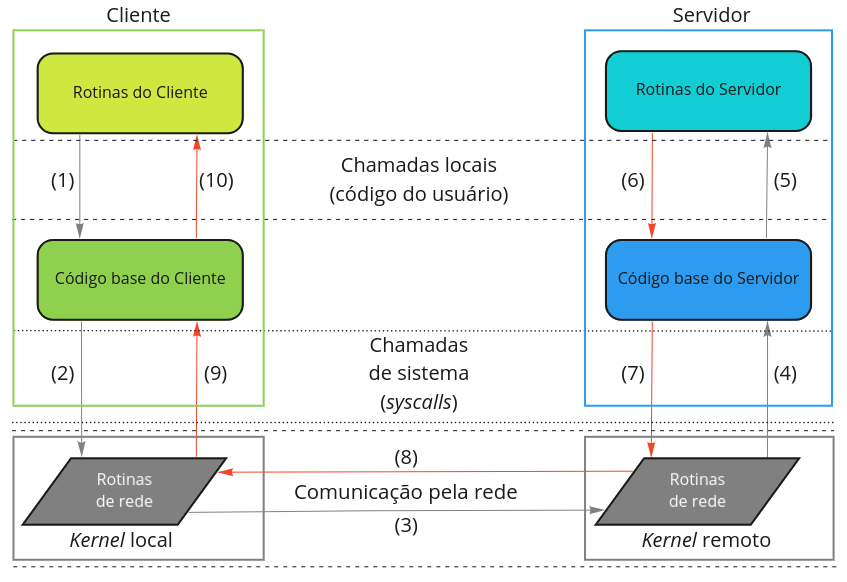 Cliente
Servidor
Rotinas do Cliente
Rotinas do Servidor
Chamadas locais
(código do usuário)
(1)
(10)
(6)
(5)
Código base do Cliente
Código base do Servidor
Chamadas
de sistema
(syscalls)
(2)
(9)
(7)
(4)
(8)
Comunicação pela rede
(3)
Rotinas
de rede
Kernel local
Rotinas
de rede
Kernel remoto